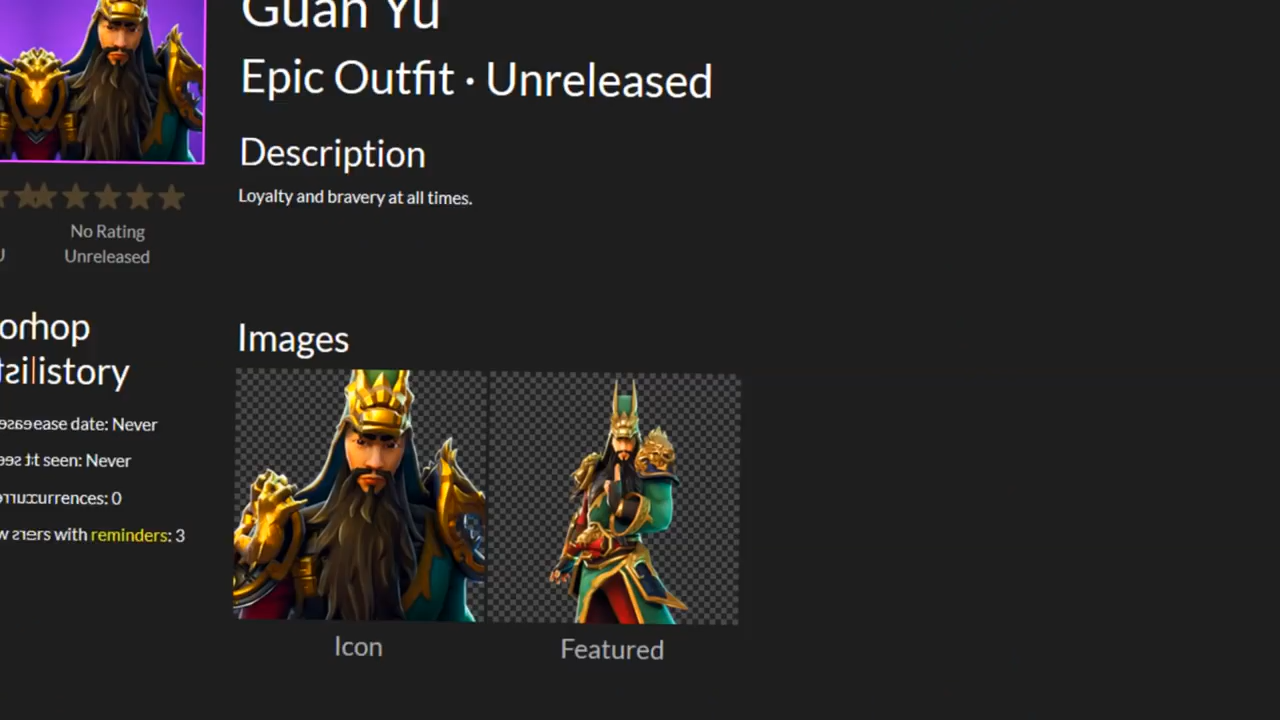 Guan Yu
Epic Outfit · Unreleased
Description
Loyalty and bravery at all times.
No Rating
Unreleased
Images
date: Never
seen: Never
with reminders: 3
Icon
Featured